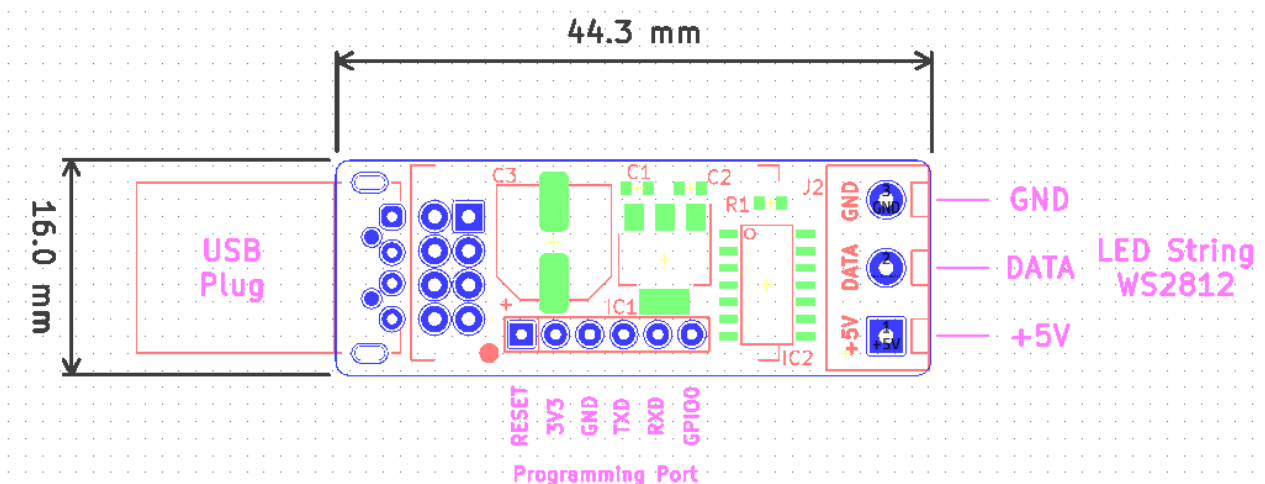 44.3 mm
16.0 mm
USB
Plug
C3
C1
C2
R1
J2
IC1
IC2
+
GND
DATA
+5V
3
GND
2
1
+5V
GND
DATA
+5V
LED String
WS2812
RESET
3V3
GND
TXD
RXD
GPIO0
Programming Port